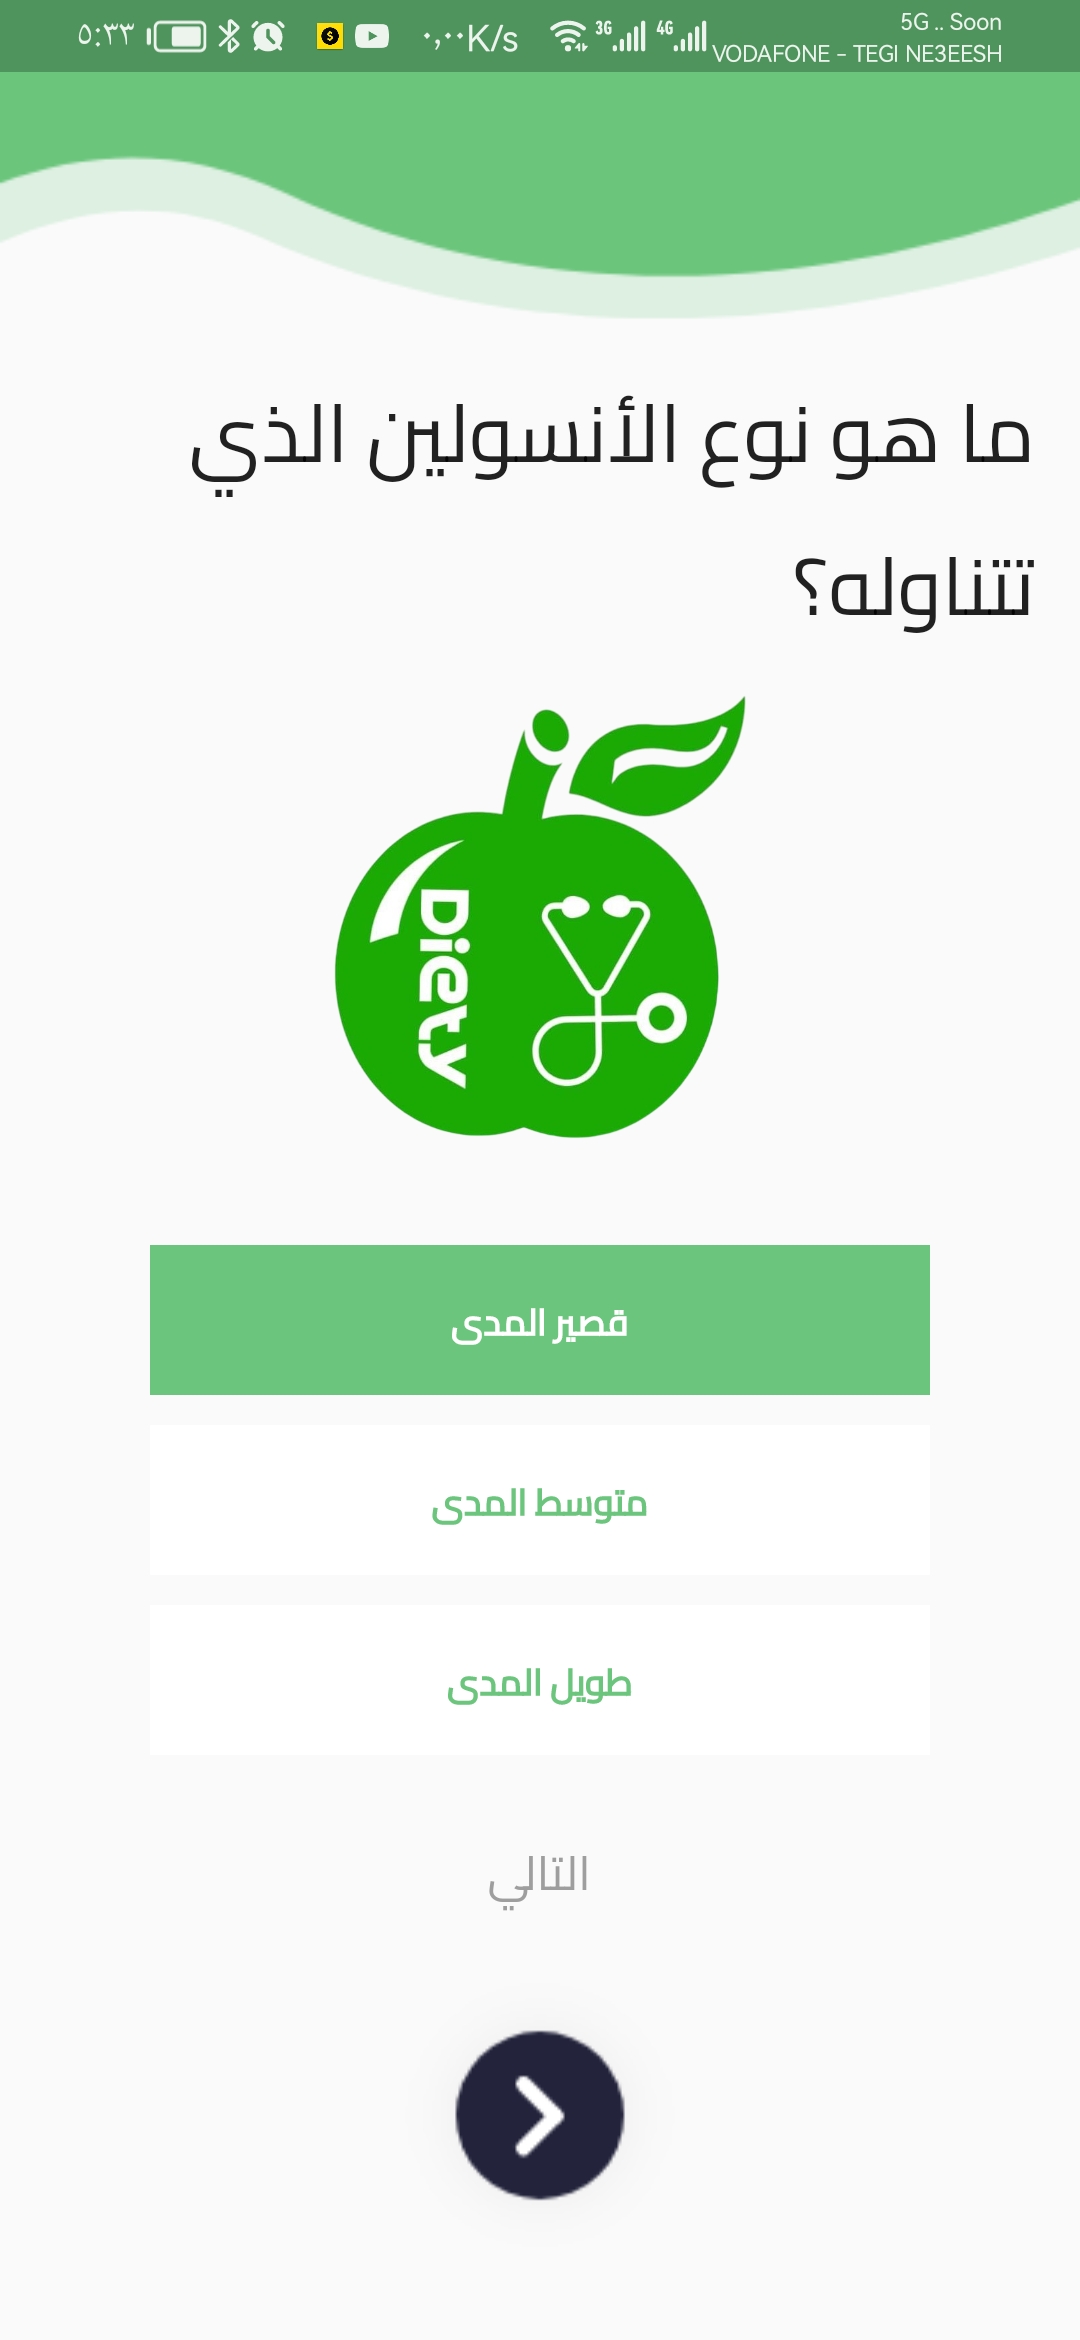 5G .. Soon
VODAFONE - TEGI NE3EESH
4G
3G
٠,٠٠K/s
٥:٣٣
ما هو نوع الأنسولين الذي
تتناوله؟
Diety
قصير المدى
متوسط المدى
طويل المدى
التالي